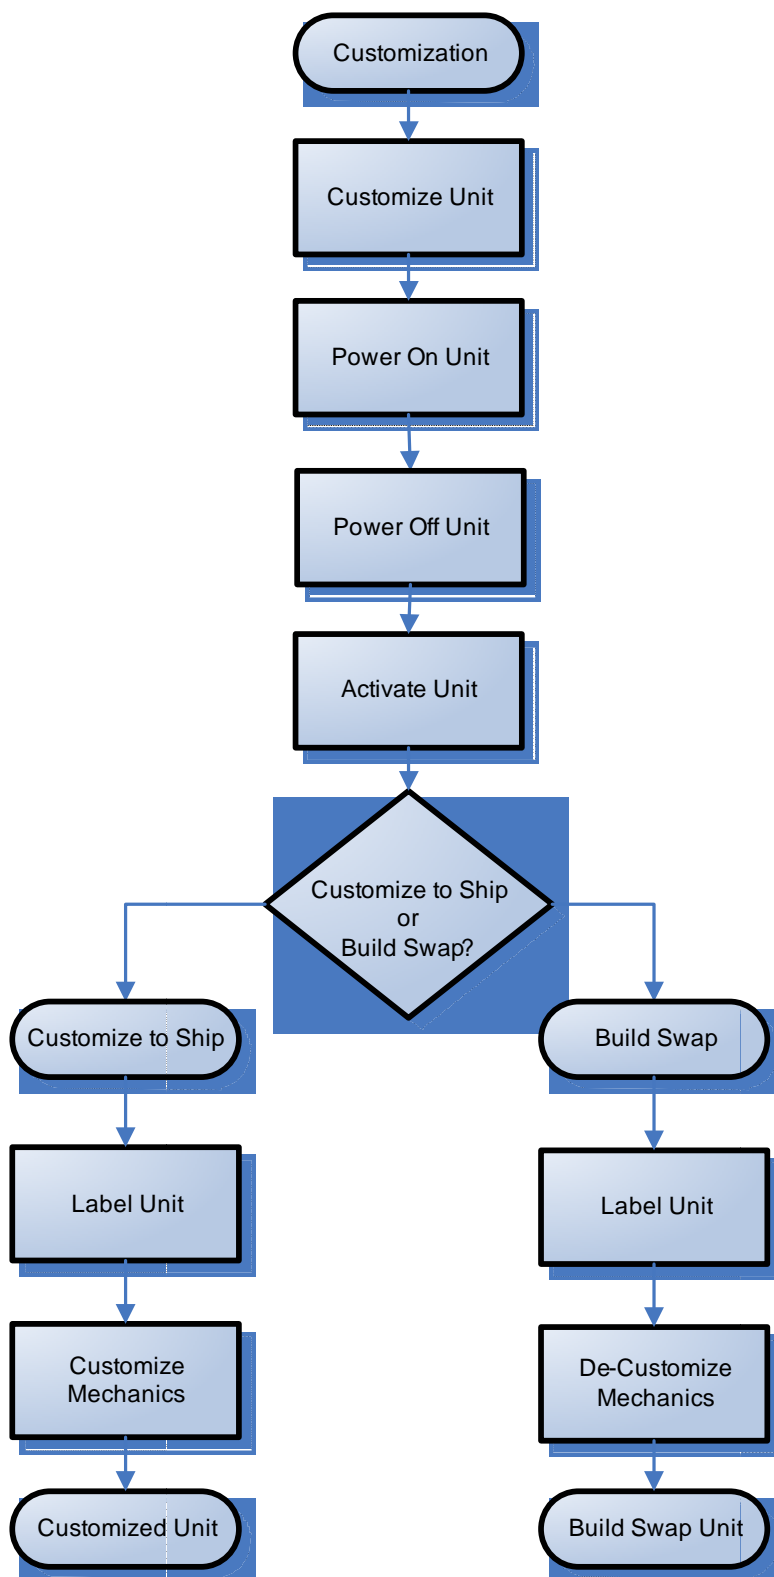 Customization
Customize Unit
Power On Unit
Power Off Unit
Activate Unit
Customize to Ship
or
Build Swap?
Customize to Ship
Build Swap
Label Unit
Label Unit
Customize
Mechanics
De-Customize
Mechanics
Customized Unit
Build Swap Unit